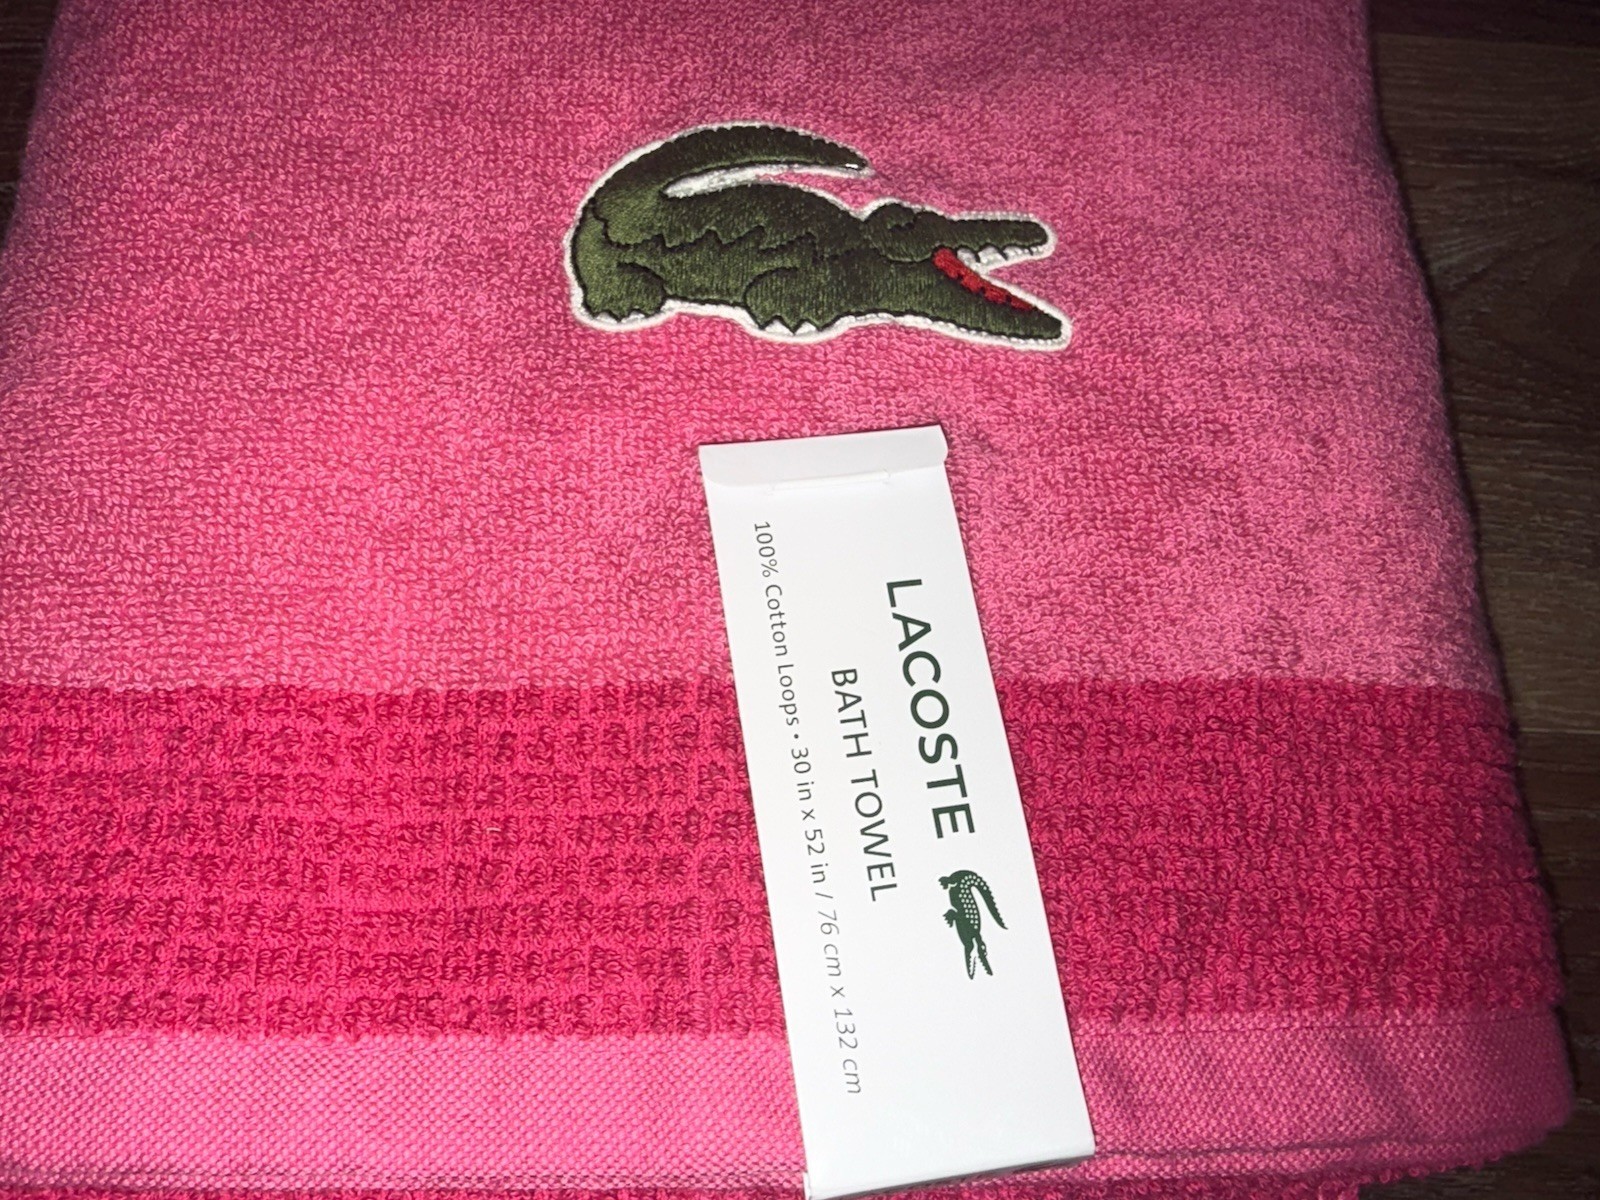 LACOSTE
BATH TOWEL
100% Cotton Loops • 30 in x 52 in / 76 cm x 132 cm